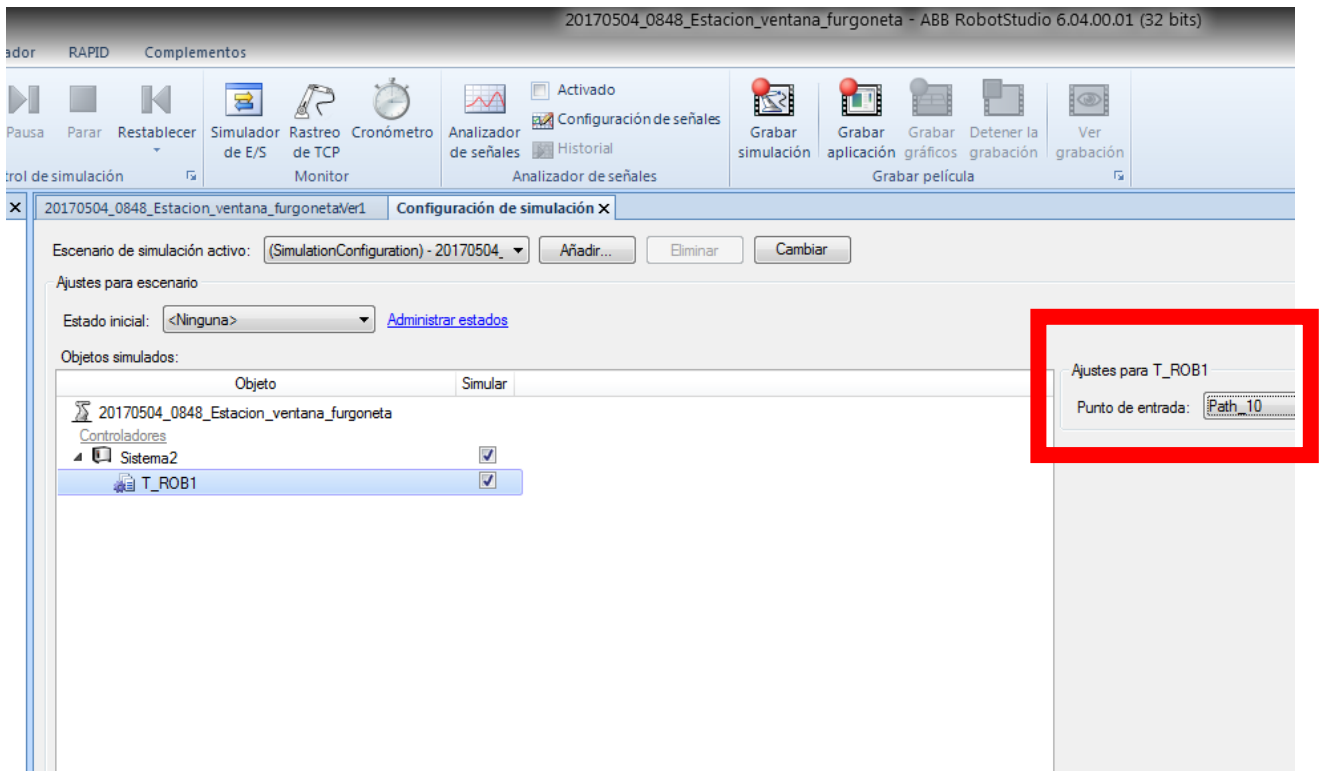 20170504_0848_Estacion_ventana_furgoneta - ABB RobotStudio 6.04.00.01 (32 bits)
ador RAPID Complementos
Pausa Parar Restablecer Simulador de E/S Rastreo de TCP Cronómetro Analizador de señales
Activado
Configuración de señales
Historial
Grabar simulación Grabar aplicación Grabar gráficos Detener la grabación Ver grabación
trol de simulación Monitor Analizador de señales Grabar película
20170504_0848_Estacion_ventana_furgonetaVer1 Configuración de simulación X
Escenario de simulación activo: (SimulationConfiguration) - 20170504_ Añadir... Eliminar Cambiar
Ajustes para escenario
Estado inicial: <Ninguna> Administrar estados
Objetos simulados:
Objeto Simular
20170504_0848_Estacion_ventana_furgoneta
Controladores
Sistema2
T_ROB1
Ajustes para T_ROB1
Punto de entrada: Path_10